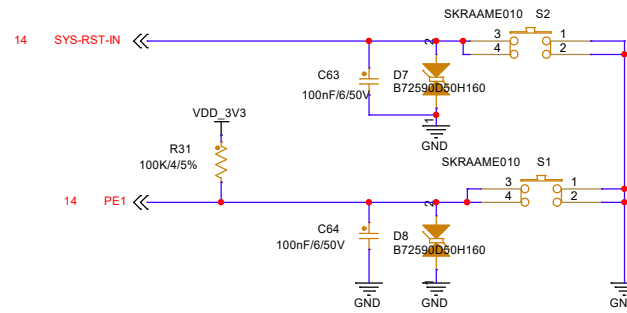 SKRAAME010 S2
14 SYS-RST-IN
3 1
4 2
2
C63 D7
100nF/6/50V B72590D50H160
VDD_3V3
1
GND
R31
100K/4/5%
SKRAAME010 S1
3 1
14 PE1
4 2
2
C64 D8
100nF/6/50V B72590D50H160
1
GND GND GND